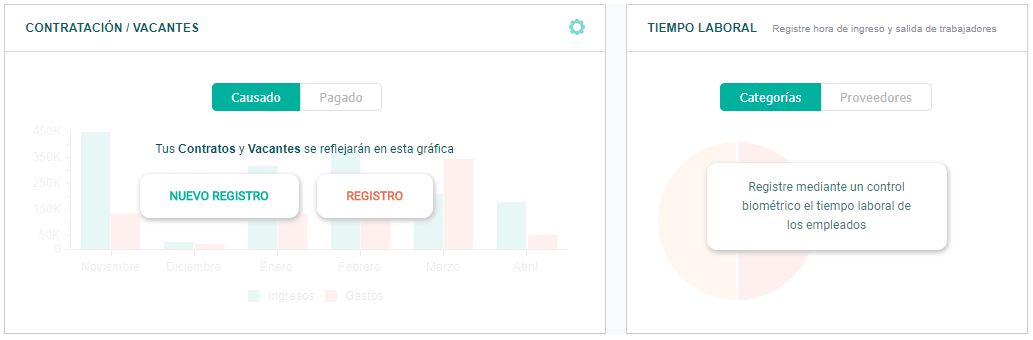 CONTRATACIÓN / VACANTES
Causado Pagado
Tus Contratos y Vacantes se reflejarán en esta gráfica
NUEVO REGISTRO REGISTRO
450K
350K
250K
150K
50K
0
Noviembre Diciembre Enero Febrero Marzo Abril
Ingresos Gastos
TIEMPO LABORAL Registre hora de ingreso y salida de trabajadores
Categorías Proveedores
Registre mediante un control
biométrico el tiempo laboral de
los empleados